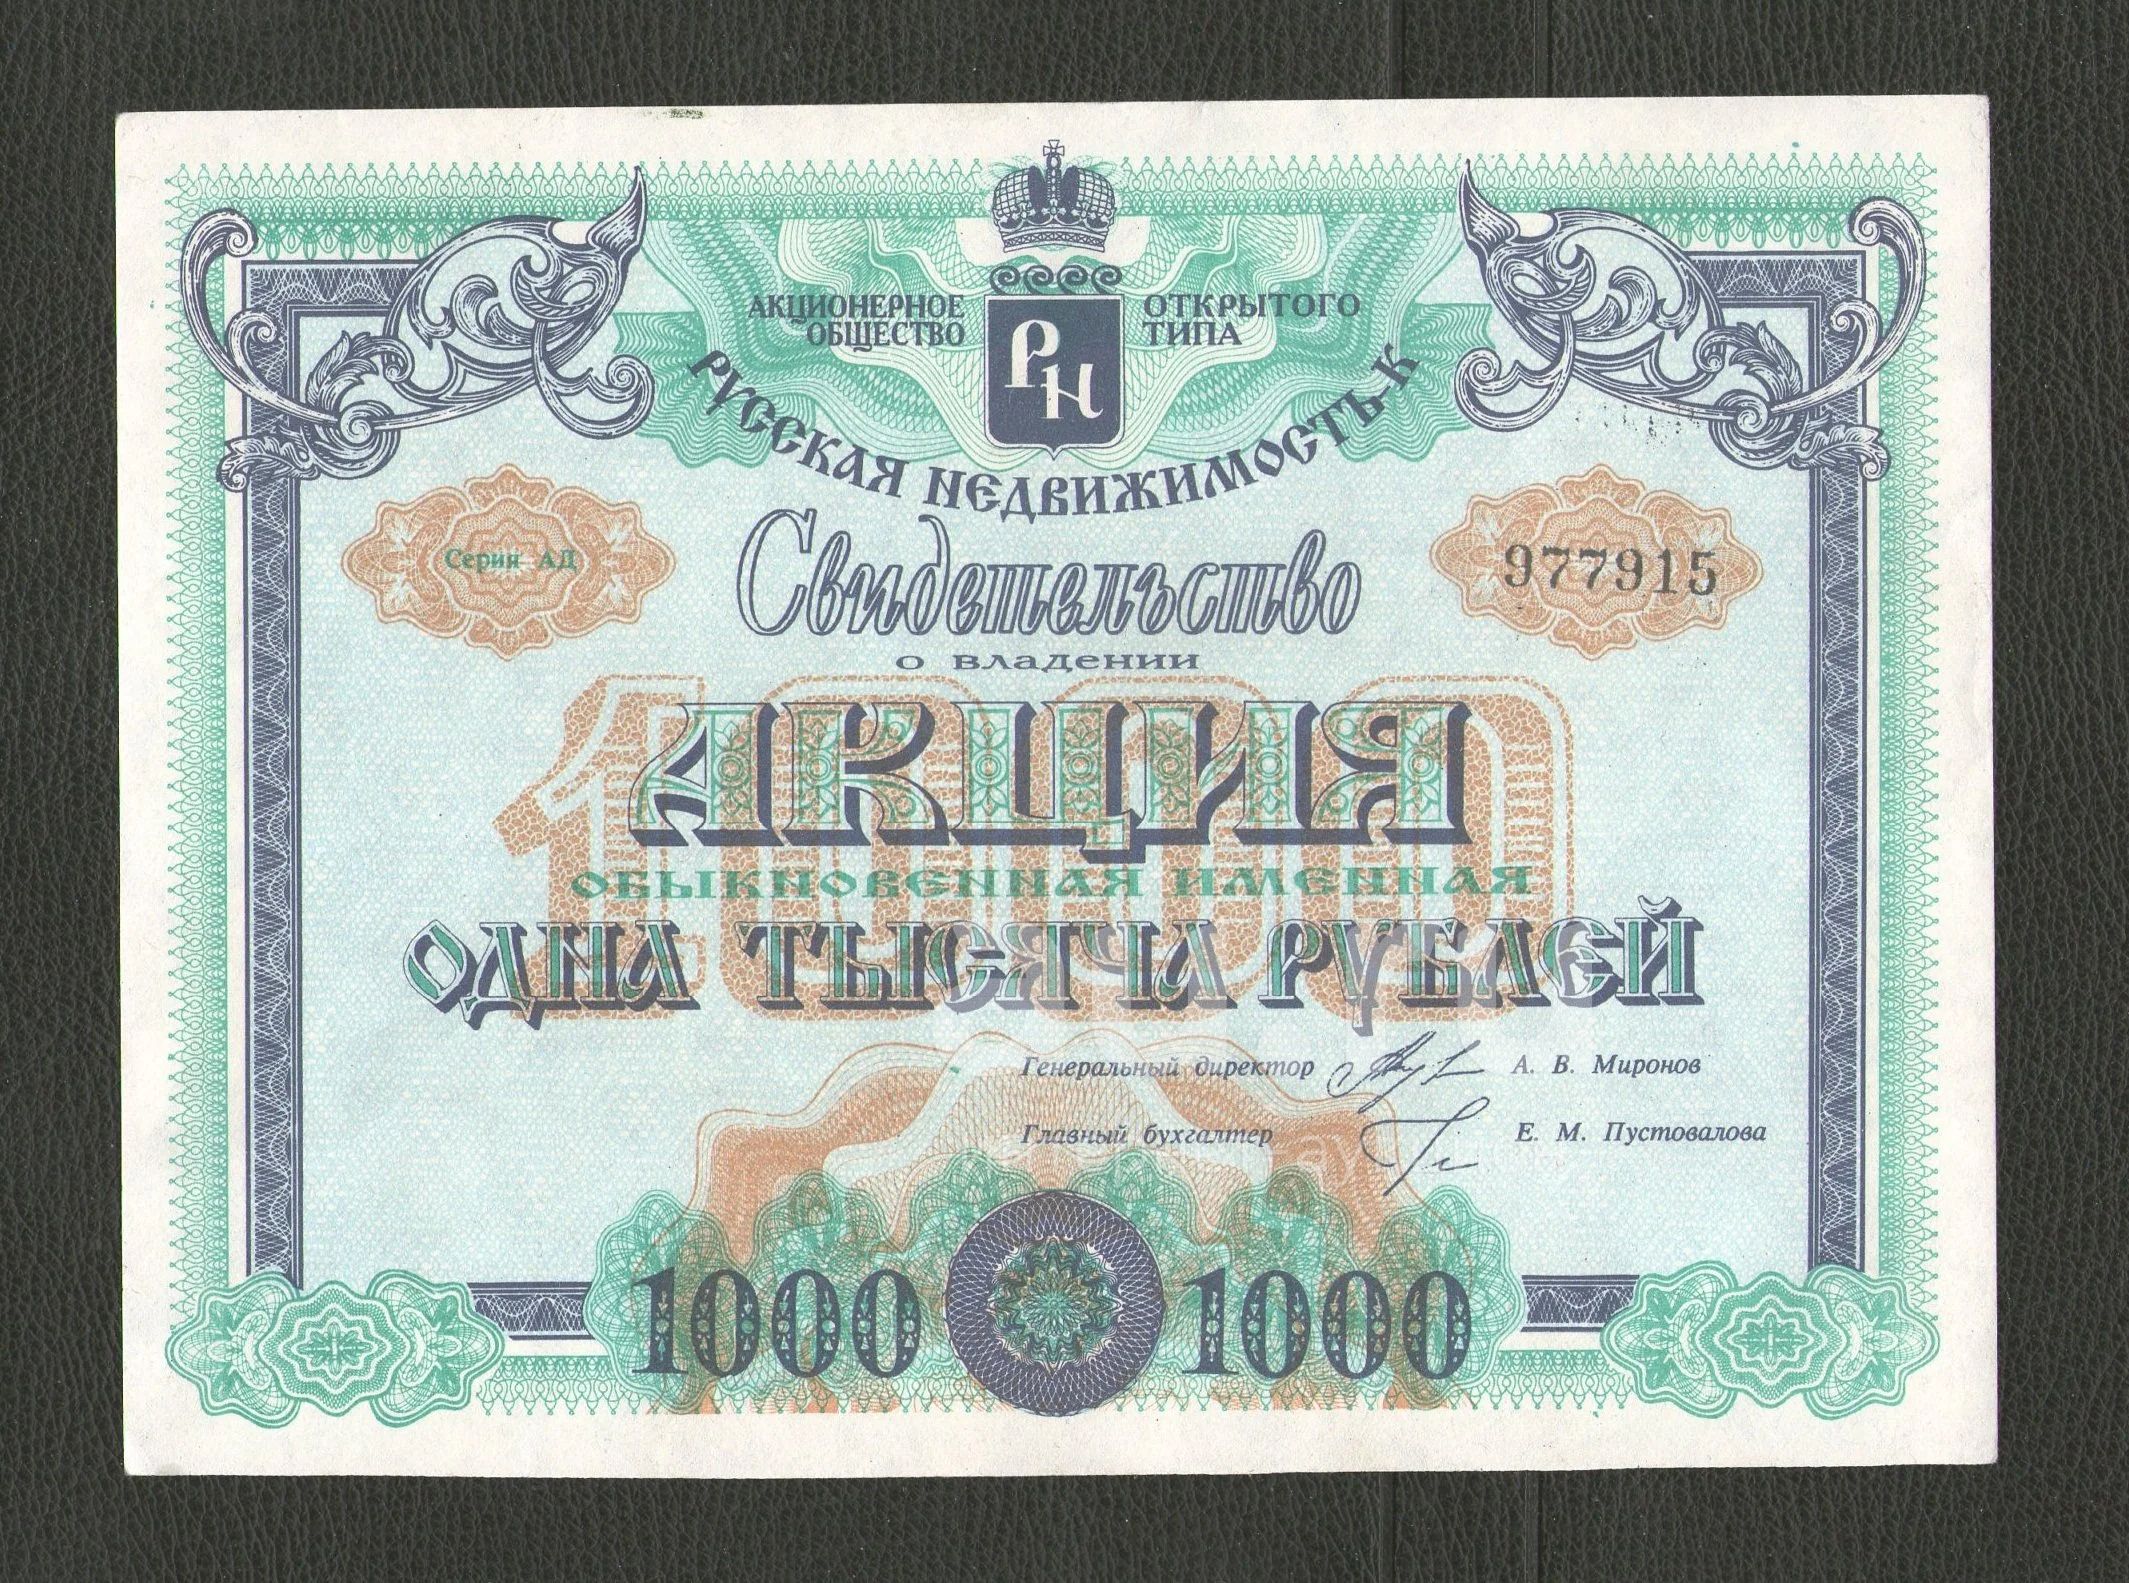 АКЦИОНЕРНОЕ ОБЩЕСТВО
ОТКРЫТОГО ТИПА
РН
РУССКАЯ НЕДВИЖИМОСТЬ-К
Серия АД
977915
Свидетельство
о владении
1000
АКЦИЯ
ОБЫКНОВЕННАЯ ИМЕННАЯ
ОДНА ТЫСЯЧА РУБЛЕЙ
Генеральный директор А. В. Миронов
Главный бухгалтер Е. М. Пустовалова
1000 1000